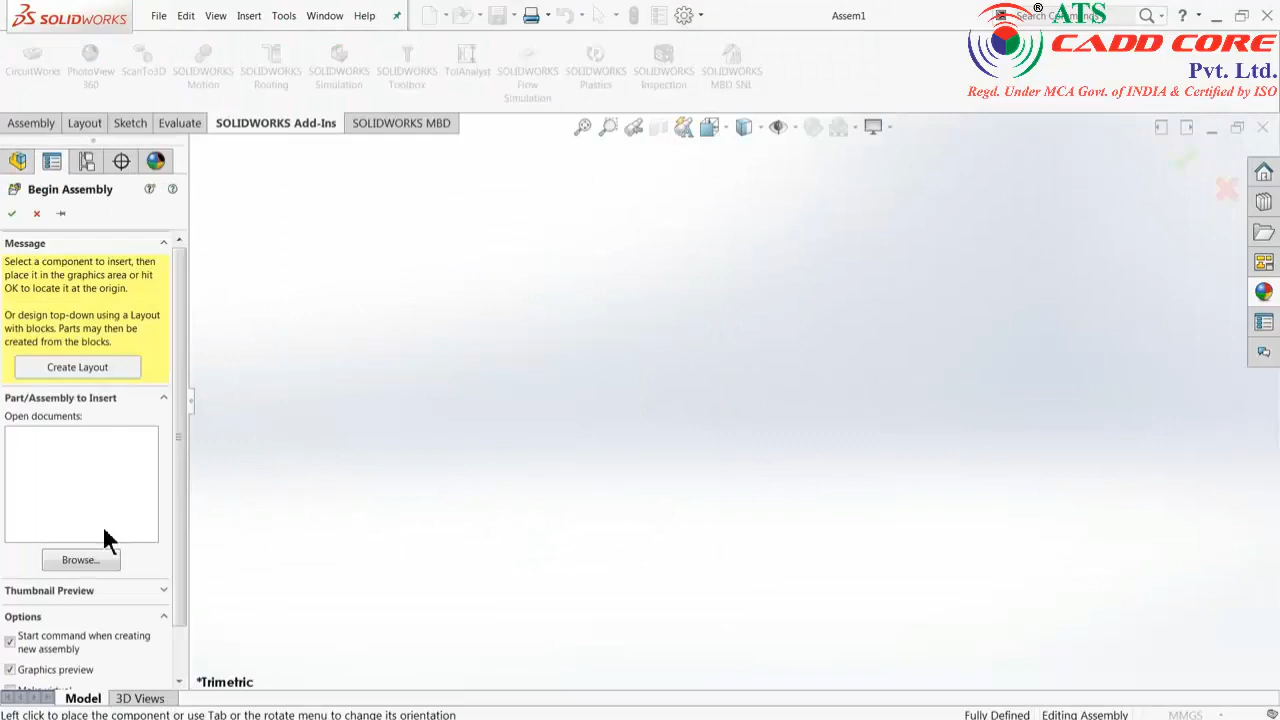 SOLIDWORKS
File Edit View Insert Tools Window Help
Assem1
Search Commands
?
ATS
CADD CORE
Pvt. Ltd.
Regd. Under MCA Govt. of INDIA & Certified by ISO
®
CircuitWorks
PhotoView
360
ScanTo3D
SOLIDWORKS
Motion
SOLIDWORKS
Routing
SOLIDWORKS
Simulation
SOLIDWORKS
Toolbox
TolAnalyst
SOLIDWORKS
Flow
Simulation
SOLIDWORKS
Plastics
SOLIDWORKS
Inspection
SOLIDWORKS
MBD SNL
Assembly Layout Sketch Evaluate SOLIDWORKS Add-Ins SOLIDWORKS MBD
Begin Assembly
Message
Select a component to insert, then
place it in the graphics area or hit
OK to locate it at the origin.
Or design top-down using a Layout
with blocks. Parts may then be
created from the blocks.
Create Layout
Part/Assembly to Insert
Open documents:
Browse...
Thumbnail Preview
Options
Start command when creating
new assembly
Graphics preview
*Trimetric
Model 3D Views
Left click to place the component or use Tab or the rotate menu to change its orientation
Fully Defined Editing Assembly MMGS